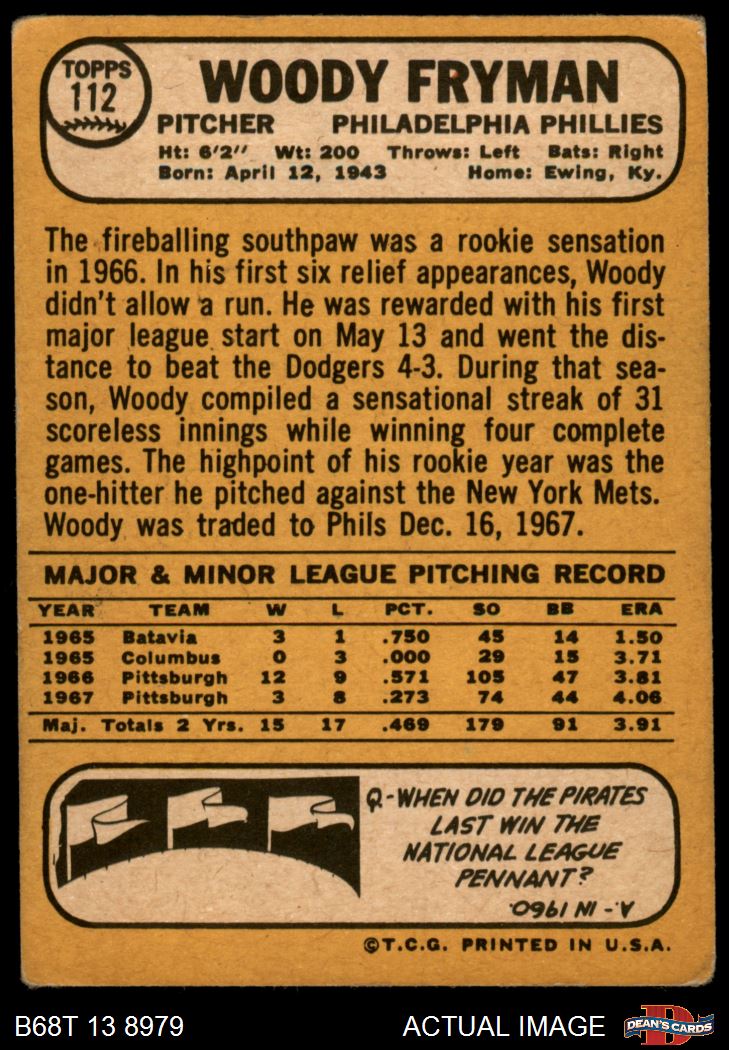 TOPPS
112
WOODY FRYMAN
PITCHER PHILADELPHIA PHILLIES
Ht: 6'2" Wt: 200 Throws: Left Bats: Right
Born: April 12, 1943 Home: Ewing, Ky.
The fireballing southpaw was a rookie sensation
in 1966. In his first six relief appearances, Woody
didn't allow a run. He was rewarded with his first
major league start on May 13 and went the dis-
tance to beat the Dodgers 4-3. During that sea-
son, Woody compiled a sensational streak of 31
scoreless innings while winning four complete
games. The highpoint of his rookie year was the
one-hitter he pitched against the New York Mets.
Woody was traded to Phils Dec. 16, 1967.
MAJOR & MINOR LEAGUE PITCHING RECORD
YEAR TEAM W L PCT. SO BB ERA
1965 Batavia 3 1 .750 45 14 1.50
1965 Columbus 0 3 .000 29 15 3.71
1966 Pittsburgh 12 9 .571 105 47 3.81
1967 Pittsburgh 3 8 .273 74 44 4.06
Maj. Totals 2 Yrs. 15 17 .469 179 91 3.91
Q-WHEN DID THE PIRATES
LAST WIN THE
NATIONAL LEAGUE
PENNANT?
A.-IN 1960.
©T.C.G. PRINTED IN U.S.A.
B68T 13 8979 ACTUAL IMAGE
D
DEAN'S CARDS